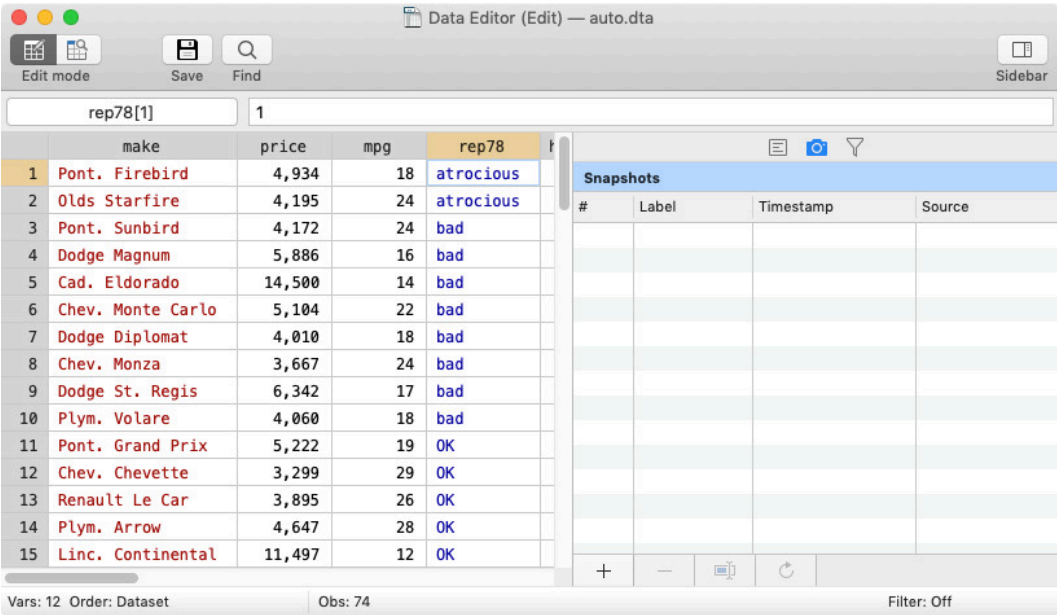 Data Editor (Edit) — auto.dta
Edit mode Save Find Sidebar
rep78[1] 1
make price mpg rep78
1 Pont. Firebird 4,934 18 atrocious
2 Olds Starfire 4,195 24 atrocious
3 Pont. Sunbird 4,172 24 bad
4 Dodge Magnum 5,886 16 bad
5 Cad. Eldorado 14,500 14 bad
6 Chev. Monte Carlo 5,104 22 bad
7 Dodge Diplomat 4,010 18 bad
8 Chev. Monza 3,667 24 bad
9 Dodge St. Regis 6,342 17 bad
10 Plym. Volare 4,060 18 bad
11 Pont. Grand Prix 5,222 19 OK
12 Chev. Chevette 3,299 29 OK
13 Renault Le Car 3,895 26 OK
14 Plym. Arrow 4,647 28 OK
15 Linc. Continental 11,497 12 OK
Snapshots
# Label Timestamp Source
Vars: 12 Order: Dataset Obs: 74 Filter: Off